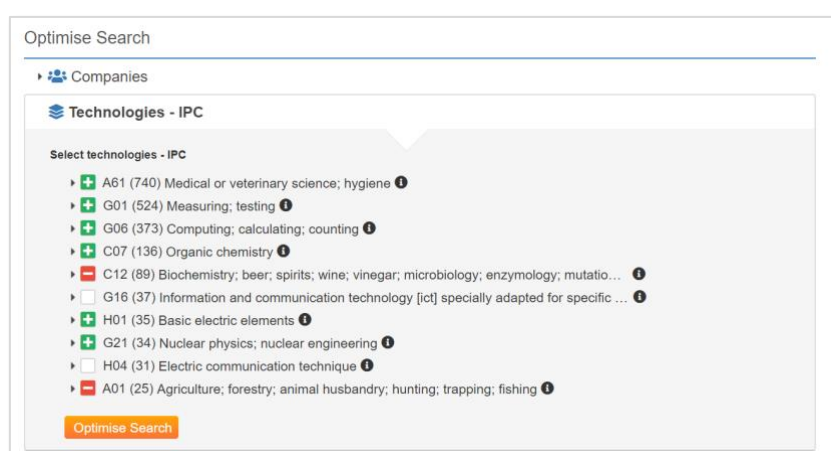 Optimise Search
Companies
Technologies - IPC
Select technologies - IPC
A61 (740) Medical or veterinary science; hygiene
G01 (524) Measuring; testing
G06 (373) Computing; calculating; counting
C07 (136) Organic chemistry
C12 (89) Biochemistry; beer; spirits; wine; vinegar; microbiology; enzymology; mutatio...
G16 (37) Information and communication technology [ict] specially adapted for specific ...
H01 (35) Basic electric elements
G21 (34) Nuclear physics; nuclear engineering
H04 (31) Electric communication technique
A01 (25) Agriculture; forestry; animal husbandry; hunting; trapping; fishing
Optimise Search